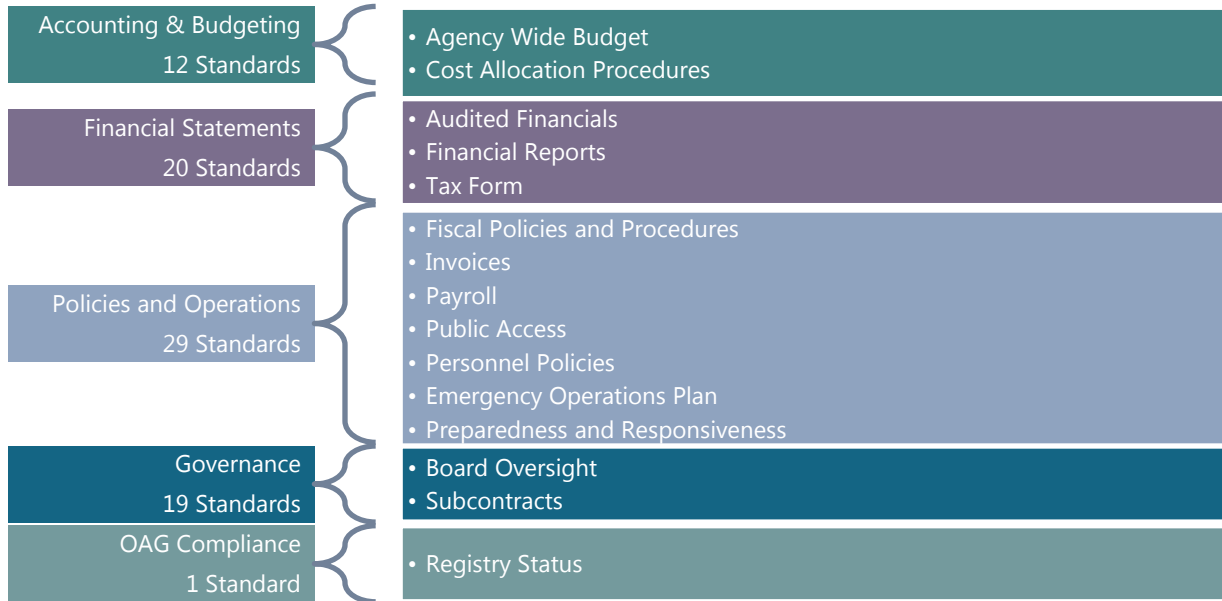 Accounting & Budgeting
12 Standards
• Agency Wide Budget
• Cost Allocation Procedures
Financial Statements
20 Standards
• Audited Financials
• Financial Reports
• Tax Form
Policies and Operations
29 Standards
• Fiscal Policies and Procedures
• Invoices
• Payroll
• Public Access
• Personnel Policies
• Emergency Operations Plan
• Preparedness and Responsiveness
Governance
19 Standards
• Board Oversight
• Subcontracts
OAG Compliance
1 Standard
• Registry Status